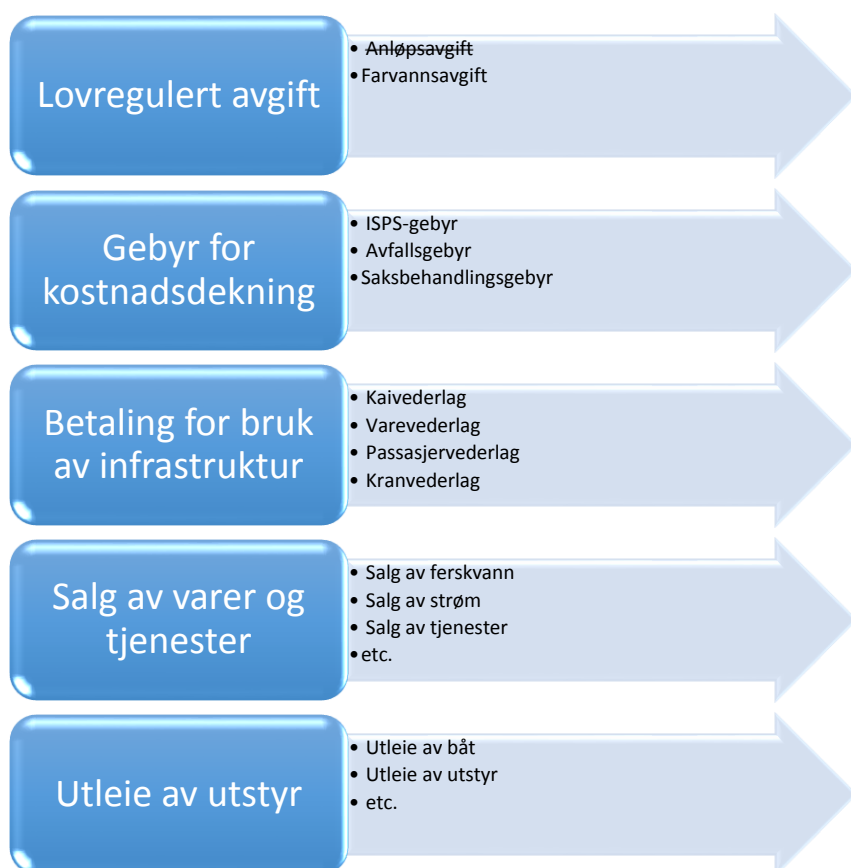 Lovregulert avgift
• Anløpsavgift
• Farvannsavgift
Gebyr for
kostnadsdekning
• ISPS-gebyr
• Avfallsgebyr
• Saksbehandlingsgebyr
Betaling for bruk
av infrastruktur
• Kaivederlag
• Varevederlag
• Passasjervederlag
• Kranvederlag
Salg av varer og
tjenester
• Salg av ferskvann
• Salg av strøm
• Salg av tjenester
• etc.
Utleie av utstyr
• Utleie av båt
• Utleie av utstyr
• etc.